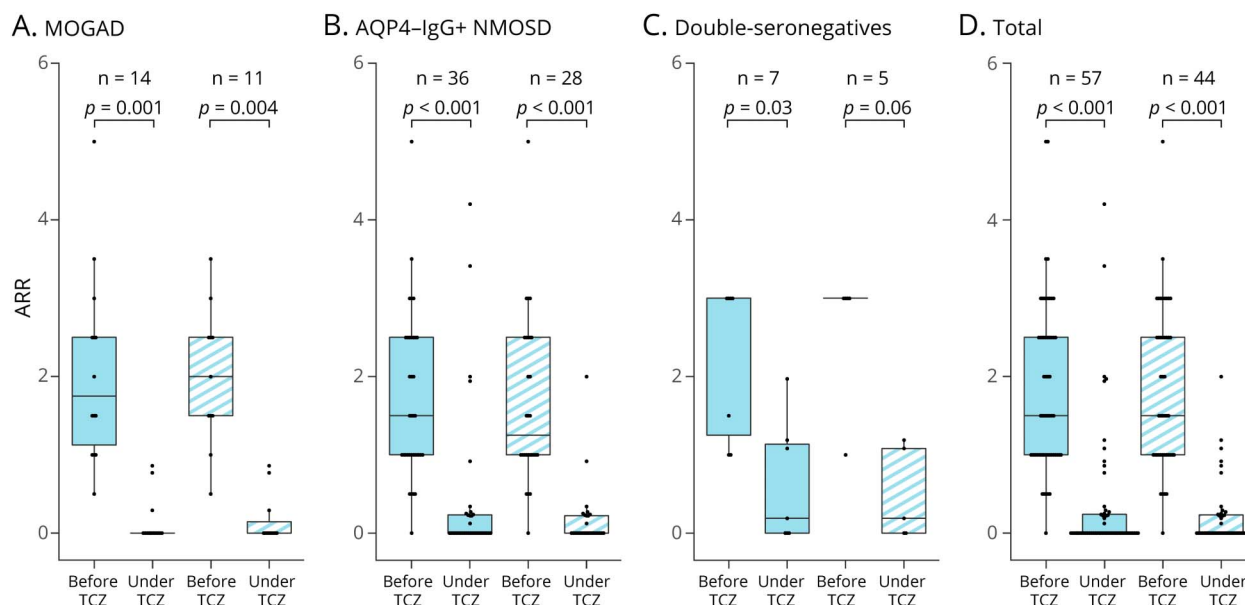 A. MOGAD
B. AQP4–IgG+ NMOSD
C. Double-seronegatives
D. Total
ARR
6
4
2
0
n = 14
n = 11
p = 0.001
p = 0.004
Before TCZ
Under TCZ
Before TCZ
Under TCZ
6
4
2
0
n = 36
n = 28
p < 0.001
p < 0.001
Before TCZ
Under TCZ
Before TCZ
Under TCZ
6
4
2
0
n = 7
n = 5
p = 0.03
p = 0.06
Before TCZ
Under TCZ
Before TCZ
Under TCZ
6
4
2
0
n = 57
n = 44
p < 0.001
p < 0.001
Before TCZ
Under TCZ
Before TCZ
Under TCZ